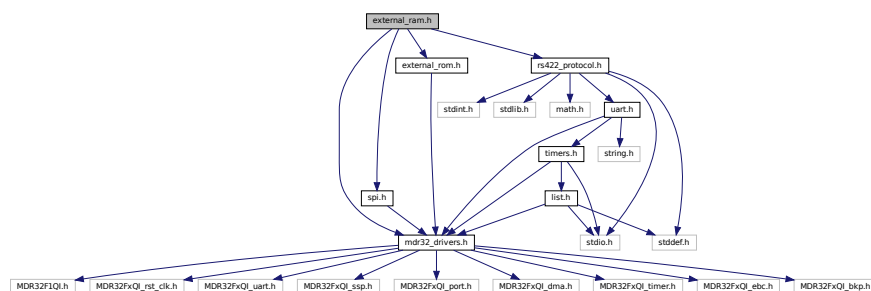 external_ram.h
external_rom.h
rs422_protocol.h
stdint.h
stdlib.h
math.h
uart.h
timers.h
string.h
spi.h
list.h
mdr32_drivers.h
stdio.h
stddef.h
MDR32F1QI.h
MDR32FxQI_rst_clk.h
MDR32FxQI_uart.h
MDR32FxQI_ssp.h
MDR32FxQI_port.h
MDR32FxQI_dma.h
MDR32FxQI_timer.h
MDR32FxQI_ebc.h
MDR32FxQI_bkp.h